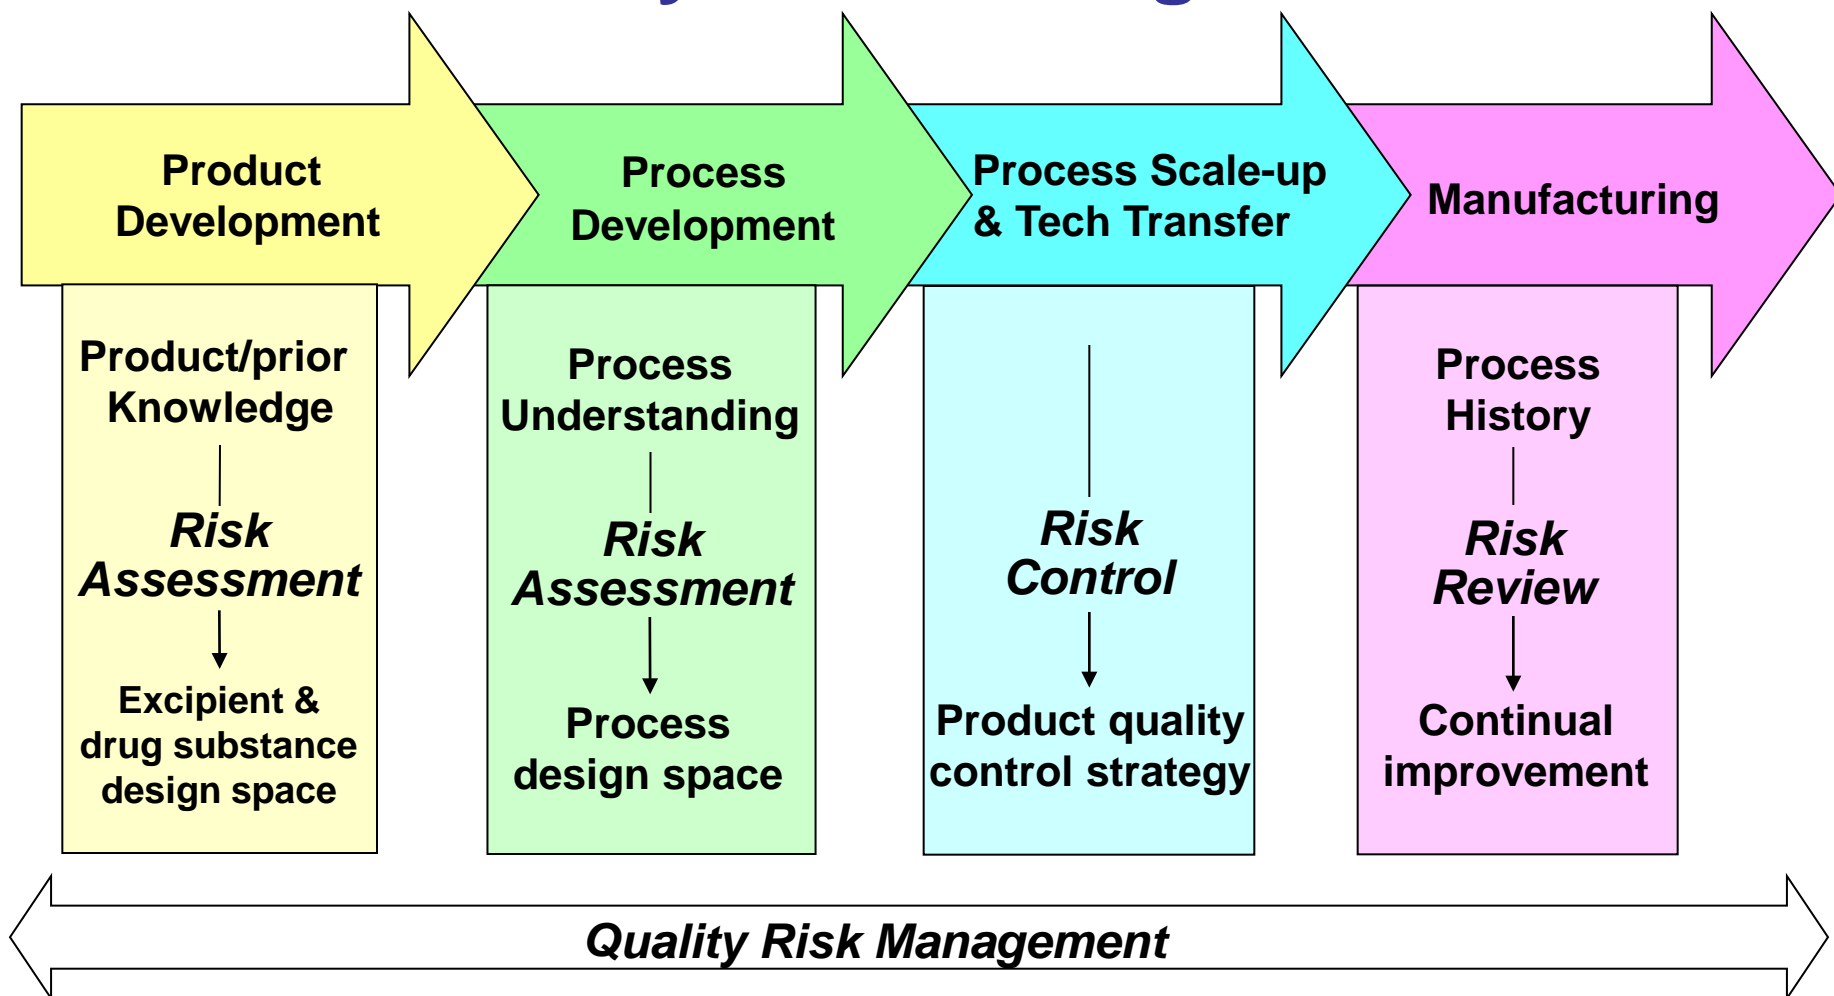 Product
Development
Process
Development
Process Scale-up
& Tech Transfer
Manufacturing
Product/prior
Knowledge
Risk
Assessment
Excipient &
drug substance
design space
Process
Understanding
Risk
Assessment
Process
design space
Risk
Control
Product quality
control strategy
Process
History
Risk
Review
Continual
improvement
Quality Risk Management